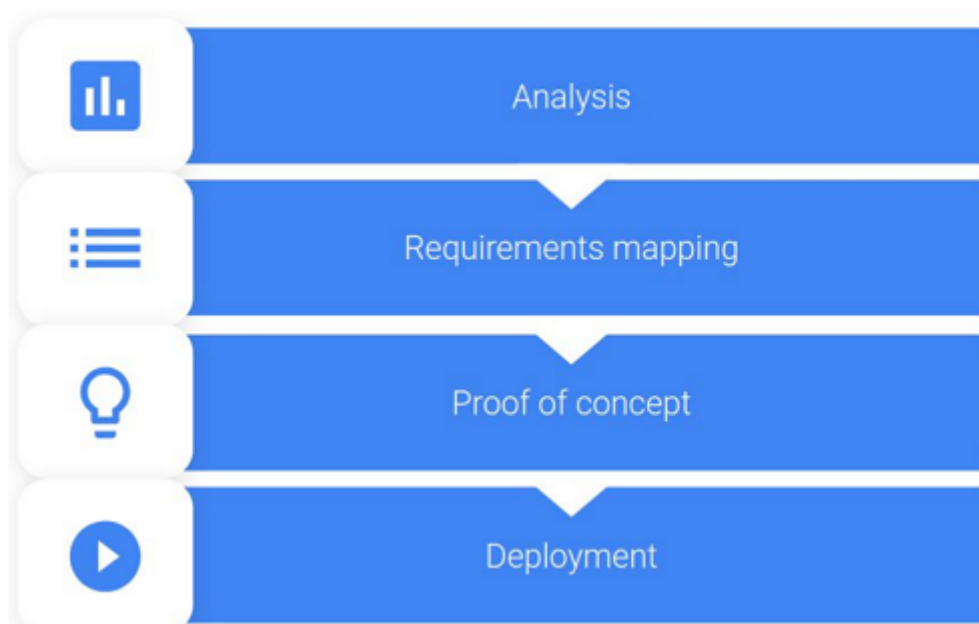 Analysis
Requirements mapping
Proof of concept
Deployment